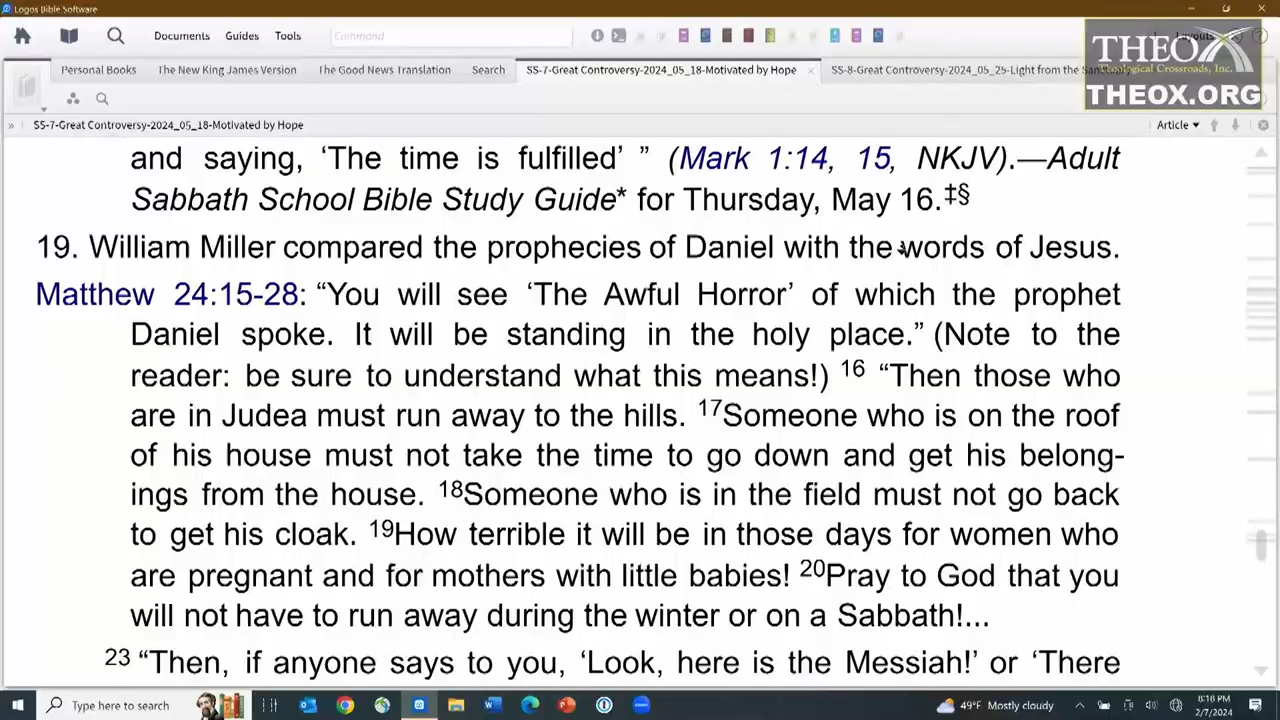 Logos Bible Software
Documents Guides Tools Command Layouts
THEOX
Theological Crossroads, Inc.
THEOX.ORG
Personal Books The New King James Version The Good News Translation Search SS-7-Great Controversy-2024_05_18-Motivated by Hope SS-8-Great Controversy-2024_05_25-Light from the
SS-7-Great Controversy-2024_05_18-Motivated by Hope Article
and saying, ‘The time is fulfilled’ ” (Mark 1:14, 15, NKJV).—Adult
Sabbath School Bible Study Guide* for Thursday, May 16.‡§
19. William Miller compared the prophecies of Daniel with the words of Jesus.
Matthew 24:15-28: “You will see ‘The Awful Horror’ of which the prophet
Daniel spoke. It will be standing in the holy place.” (Note to the
reader: be sure to understand what this means!) 16 “Then those who
are in Judea must run away to the hills. 17Someone who is on the roof
of his house must not take the time to go down and get his belong-
ings from the house. 18Someone who is in the field must not go back
to get his cloak. 19How terrible it will be in those days for women who
are pregnant and for mothers with little babies! 20Pray to God that you
will not have to run away during the winter or on a Sabbath!...
23 “Then, if anyone says to you, ‘Look, here is the Messiah!’ or ‘There
Type here to search 49°F Mostly cloudy 8:18 PM
2/7/2024